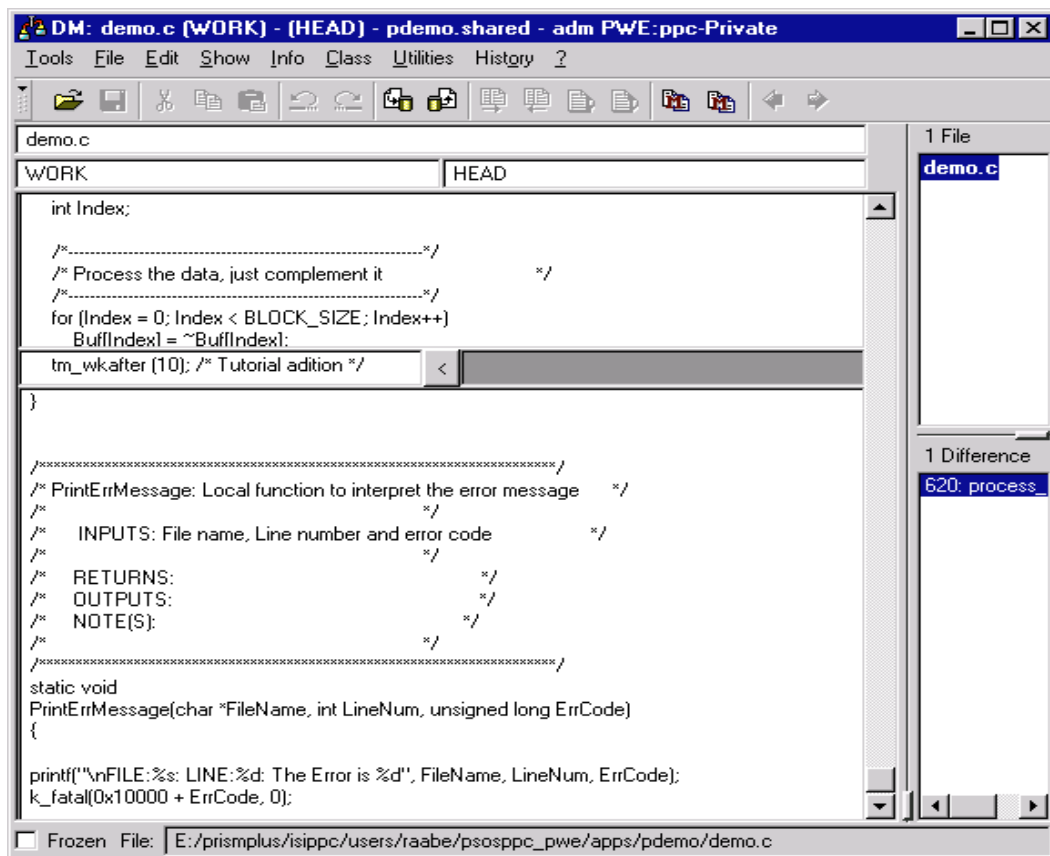 DM: demo.c (WORK) - (HEAD) - pdemo.shared - adm PWE:ppc-Private
Tools File Edit Show Info Class Utilities History ?
demo.c
WORK HEAD
int Index;
/*-----------------------------------------------------------------*/
/* Process the data, just complement it */
/*-----------------------------------------------------------------*/
for (Index = 0; Index < BLOCK_SIZE; Index++)
Buf[Index] = ~Buf[Index];
tm_wkafter (10); /* Tutorial adition */ <
}
/***********************************************************************/
/* PrintErrMessage: Local function to interpret the error message */
/* */
/* INPUTS: File name, Line number and error code */
/* */
/* RETURNS: */
/* OUTPUTS: */
/* NOTE(S): */
/* */
/***********************************************************************/
static void
PrintErrMessage(char *FileName, int LineNum, unsigned long ErrCode)
{
printf("\nFILE:%s: LINE:%d: The Error is %d", FileName, LineNum, ErrCode);
k_fatal(0x10000 + ErrCode, 0);
1 File
demo.c
1 Difference
620: process_
Frozen File: E:/prismplus/isippc/users/raabe/psosppc_pwe/apps/pdemo/demo.c